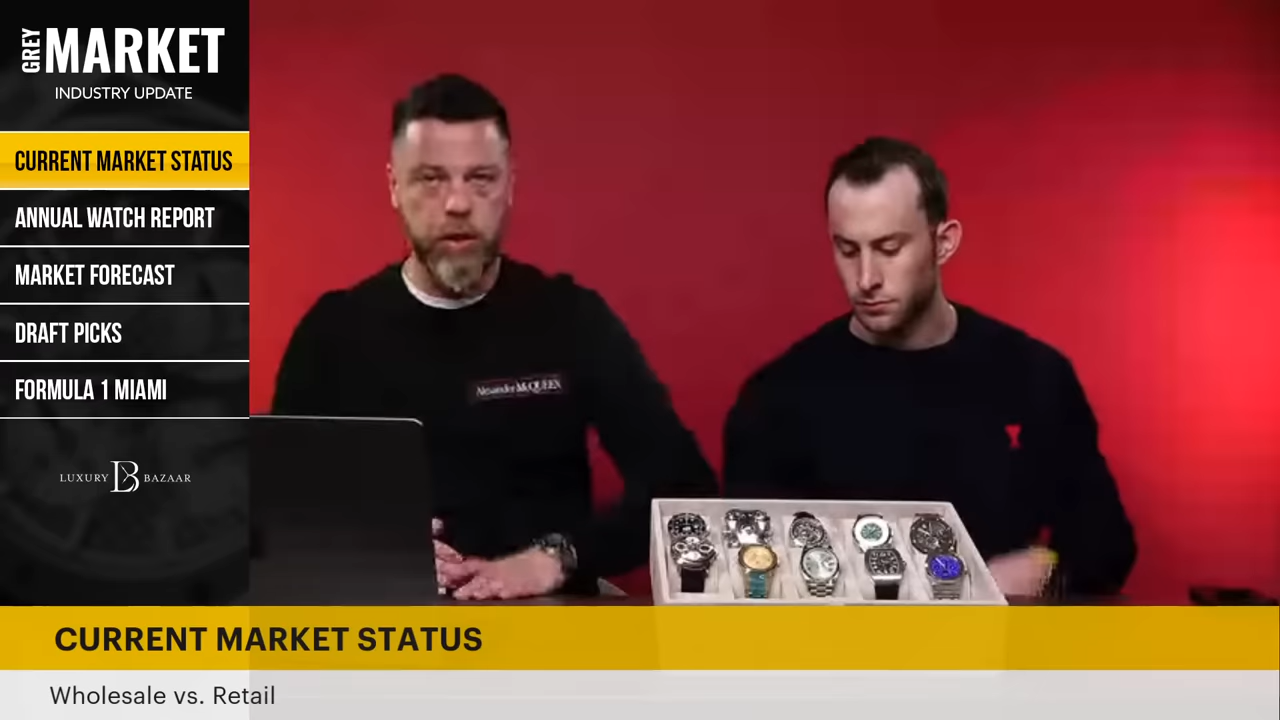 GREY
MARKET
INDUSTRY UPDATE
CURRENT MARKET STATUS
ANNUAL WATCH REPORT
MARKET FORECAST
DRAFT PICKS
FORMULA 1 MIAMI
LUXURY LB BAZAAR
Alexander McQUEEN
CURRENT MARKET STATUS
Wholesale vs. Retail